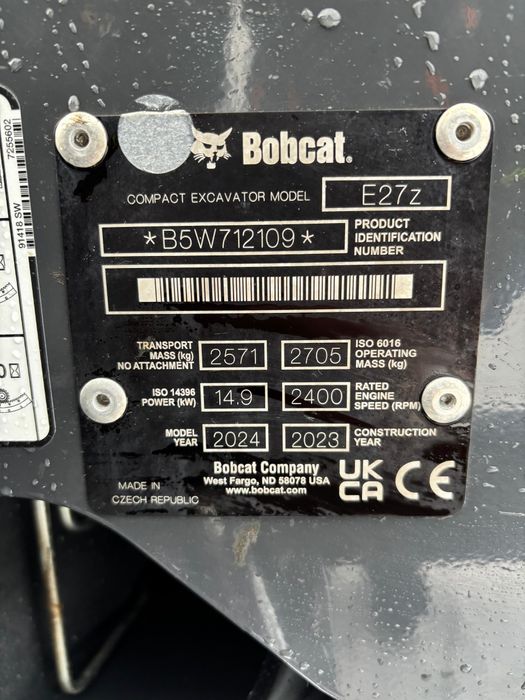 Bobcat.
COMPACT EXCAVATOR MODEL E27z
*B5W712109* PRODUCT IDENTIFICATION NUMBER
TRANSPORT MASS (kg) NO ATTACHMENT 2571 2705 ISO 6016 OPERATING MASS (kg)
ISO 14396 POWER (kW) 14.9 2400 RATED ENGINE SPEED (RPM)
MODEL YEAR 2024 2023 CONSTRUCTION YEAR
Bobcat Company
West Fargo, ND 58078 USA
www.bobcat.com
MADE IN
CZECH REPUBLIC
UK
CA CE
7255602
91418 SW